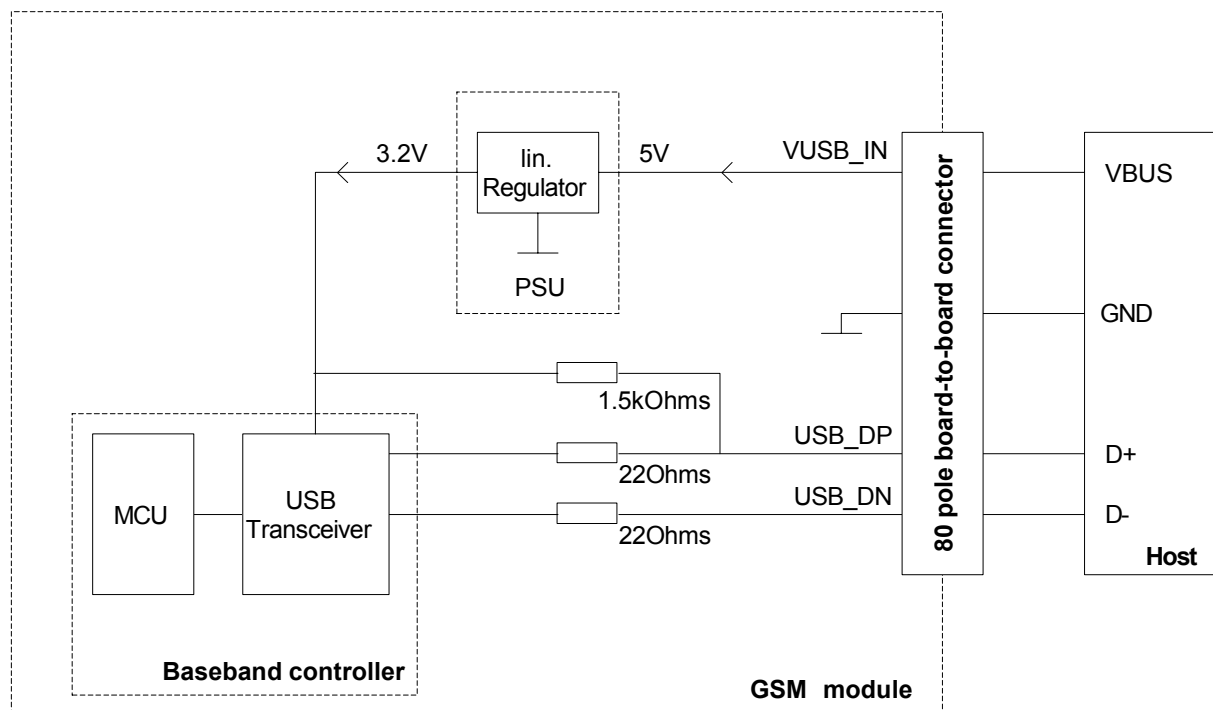 3.2V
lin.
Regulator
5V
VUSB_IN
VBUS
PSU
GND
80 pole board-to-board connector
1.5kOhms
USB_DP
D+
22Ohms
MCU
USB
Transceiver
USB_DN
D-
22Ohms
Host
Baseband controller
GSM module